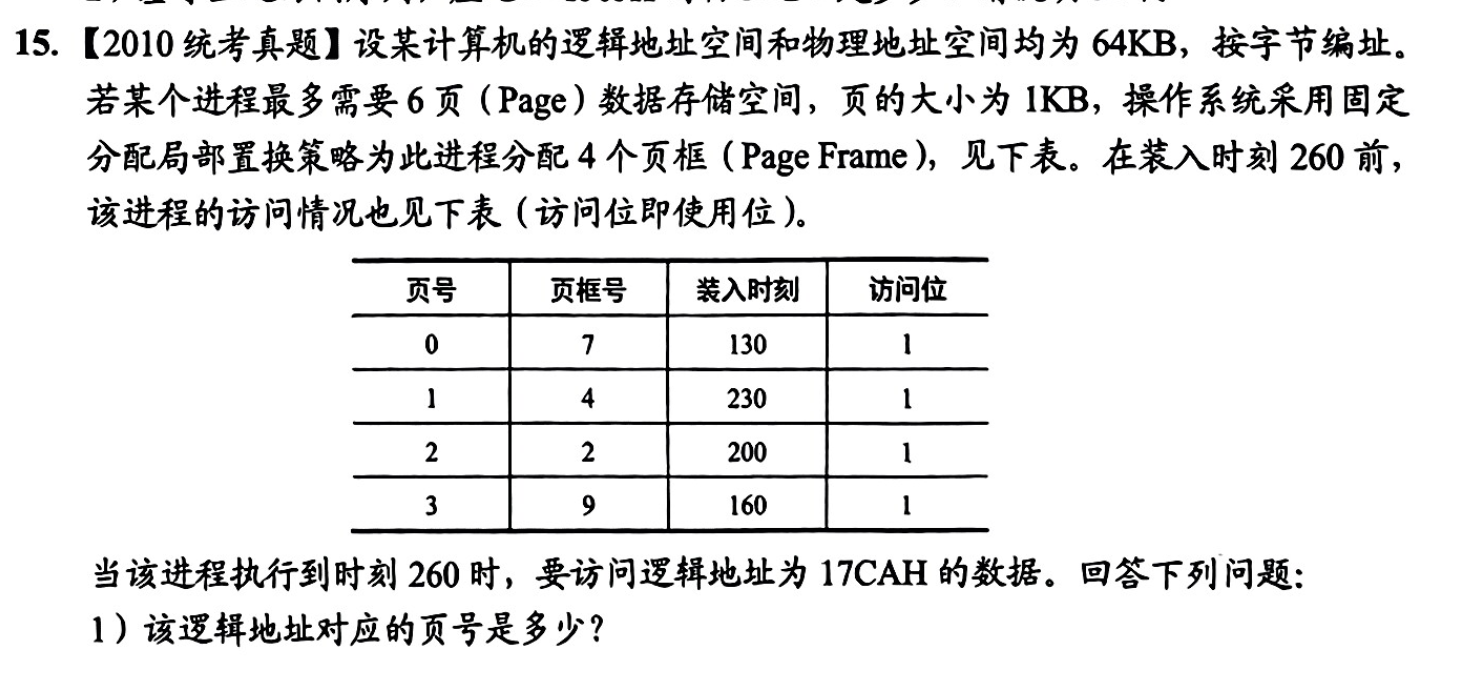 15. 【2010 统考真题】设某计算机的逻辑地址空间和物理地址空间均为 64KB，按字节编址。
若某个进程最多需要 6 页（Page）数据存储空间，页的大小为 1KB，操作系统采用固定
分配局部置换策略为此进程分配 4 个页框（Page Frame），见下表。在装入时刻 260 前，
该进程的访问情况也见下表（访问位即使用位）。
页号 页框号 装入时刻 访问位
0 7 130 1
1 4 230 1
2 2 200 1
3 9 160 1
当该进程执行到时刻 260 时，要访问逻辑地址为 17CAH 的数据。回答下列问题：
1）该逻辑地址对应的页号是多少？